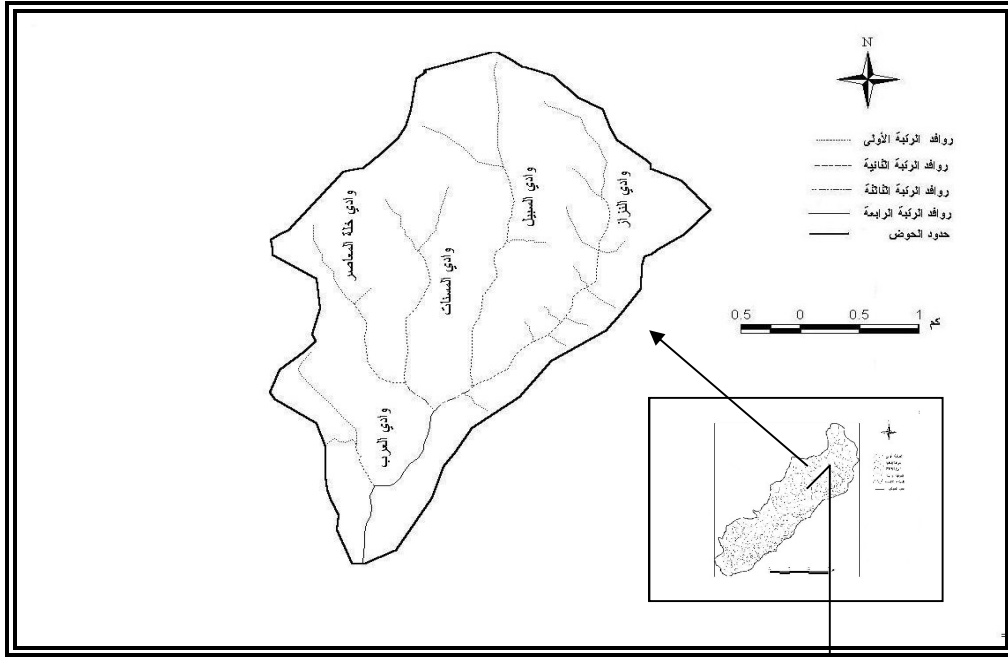 N
روافد الرتبة الأولى
روافد الرتبة الثانية
روافد الرتبة الثالثة
روافد الرتبة الرابعة
حدود الحوض
0.5 0 0.5 1 كم
وادي النزاز
وادي السبيل
وادي المسنات
وادي خلة المعاصر
وادي العرب